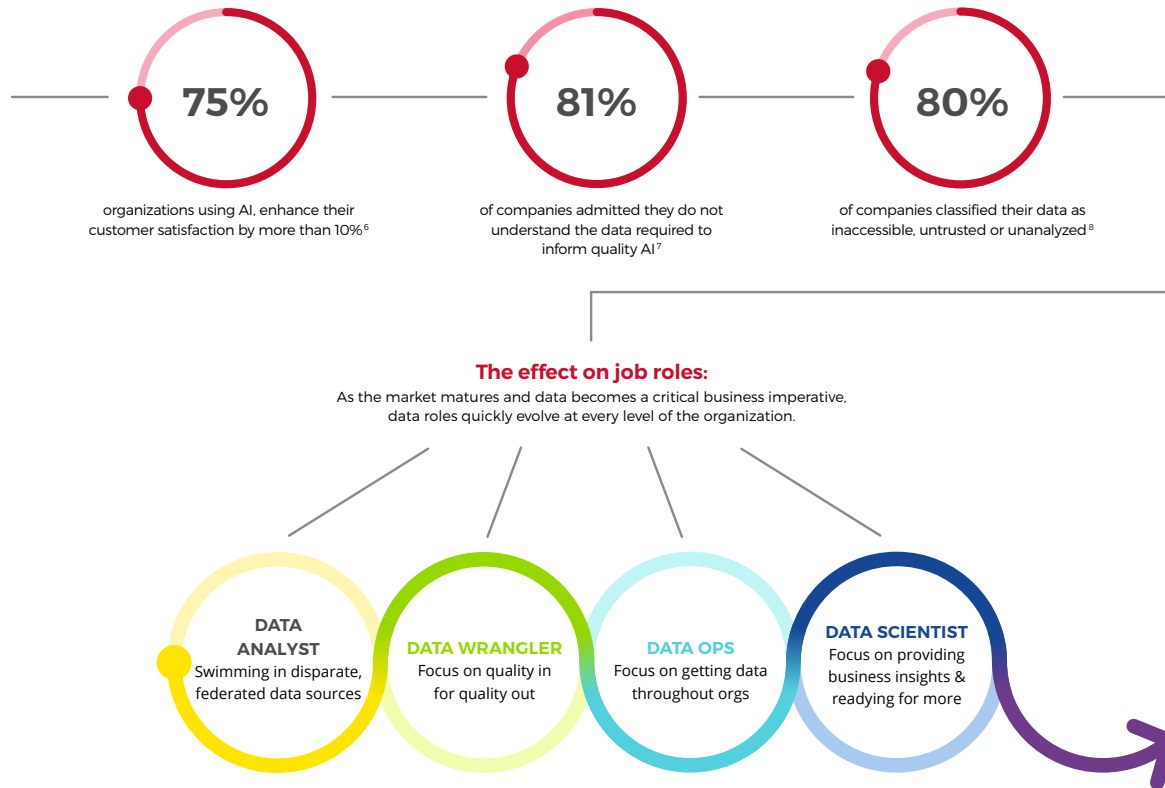 75%
81%
80%
organizations using AI, enhance their
customer satisfaction by more than 10%⁶
of companies admitted they do not
understand the data required to
inform quality AI⁷
of companies classified their data as
inaccessible, untrusted or unanalyzed⁸
The effect on job roles:
As the market matures and data becomes a critical business imperative,
data roles quickly evolve at every level of the organization.
DATA
ANALYST
Swimming in disparate,
federated data sources
DATA WRANGLER
Focus on quality in
for quality out
DATA OPS
Focus on getting data
throughout orgs
DATA SCIENTIST
Focus on providing
business insights &
readying for more